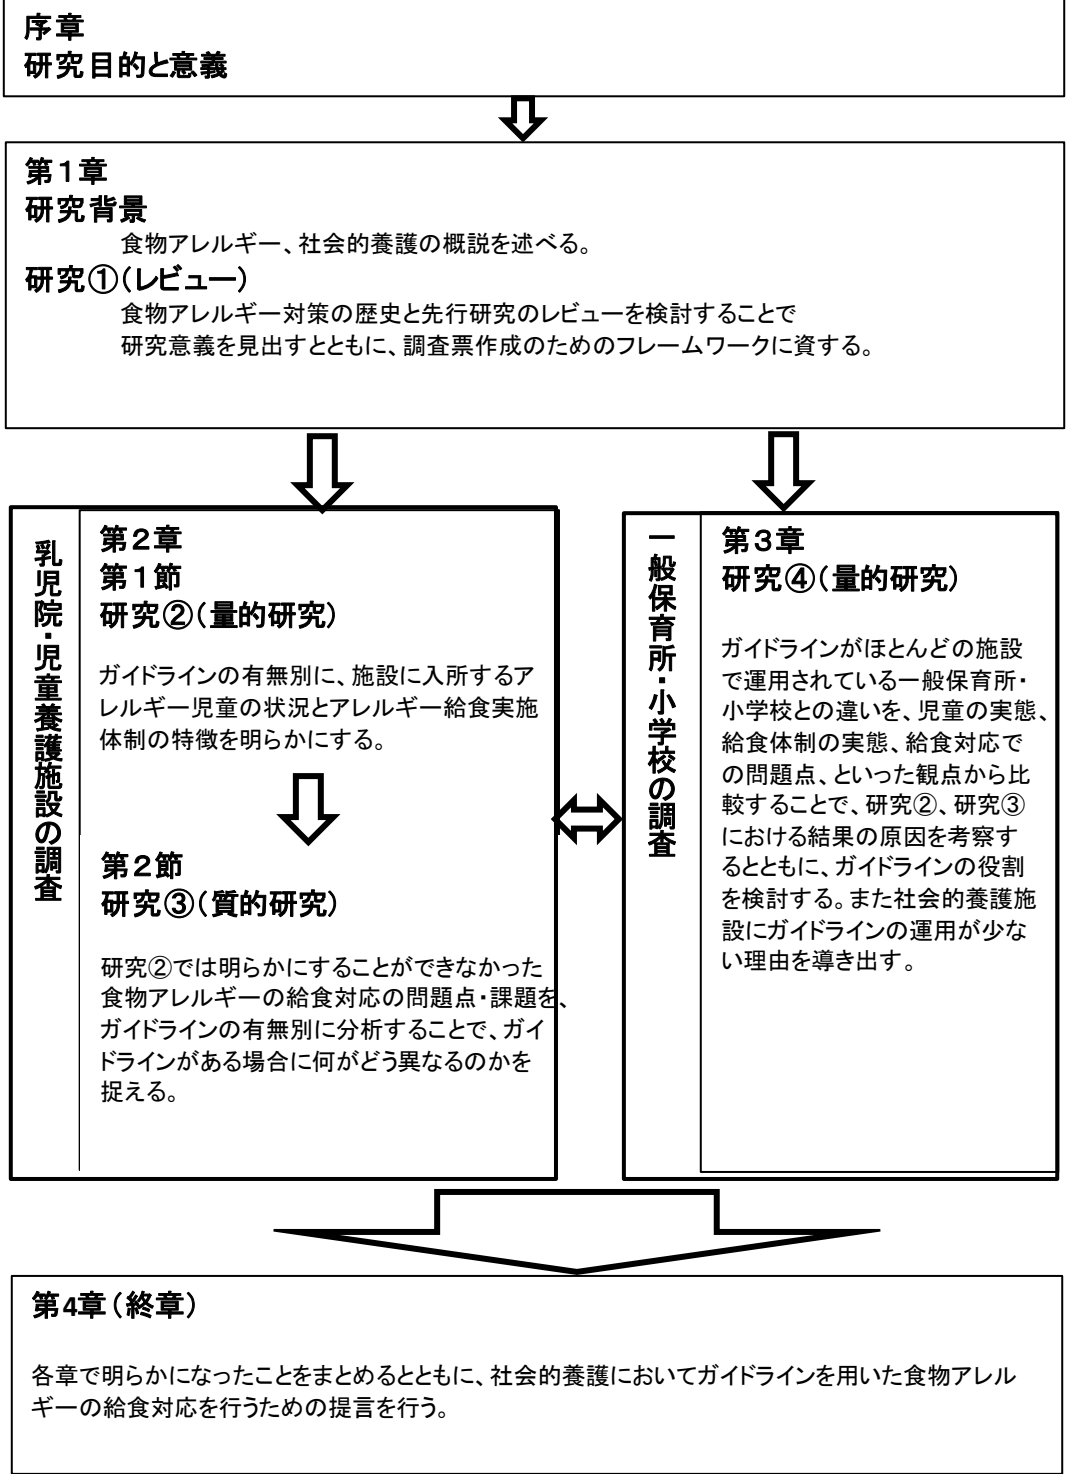 序章
研究目的と意義
第1章
研究背景
食物アレルギー、社会的養護の概説を述べる。
研究①(レビュー)
食物アレルギー対策の歴史と先行研究のレビューを検討することで
研究意義を見出すとともに、調査票作成のためのフレームワークに資する。
乳児院・児童養護施設の調査
第2章
第1節
研究②(量的研究)
ガイドラインの有無別に、施設に入所するア
レルギー児童の状況とアレルギー給食実施
体制の特徴を明らかにする。
第2節
研究③(質的研究)
研究②では明らかにすることができなかった
食物アレルギーの給食対応の問題点・課題を、
ガイドラインの有無別に分析することで、ガイ
ドラインがある場合に何がどう異なるのかを
捉える。
一般保育所・小学校の調査
第3章
研究④(量的研究)
ガイドラインがほとんどの施設
で運用されている一般保育所・
小学校との違いを、児童の実態、
給食体制の実態、給食対応で
の問題点、といった観点から比
較することで、研究②、研究③
における結果の原因を考察す
るとともに、ガイドラインの役割
を検討する。また社会的養護施
設にガイドラインの運用が少な
い理由を導き出す。
第4章(終章)
各章で明らかになったことをまとめるとともに、社会的養護においてガイドラインを用いた食物アレル
ギーの給食対応を行うための提言を行う。